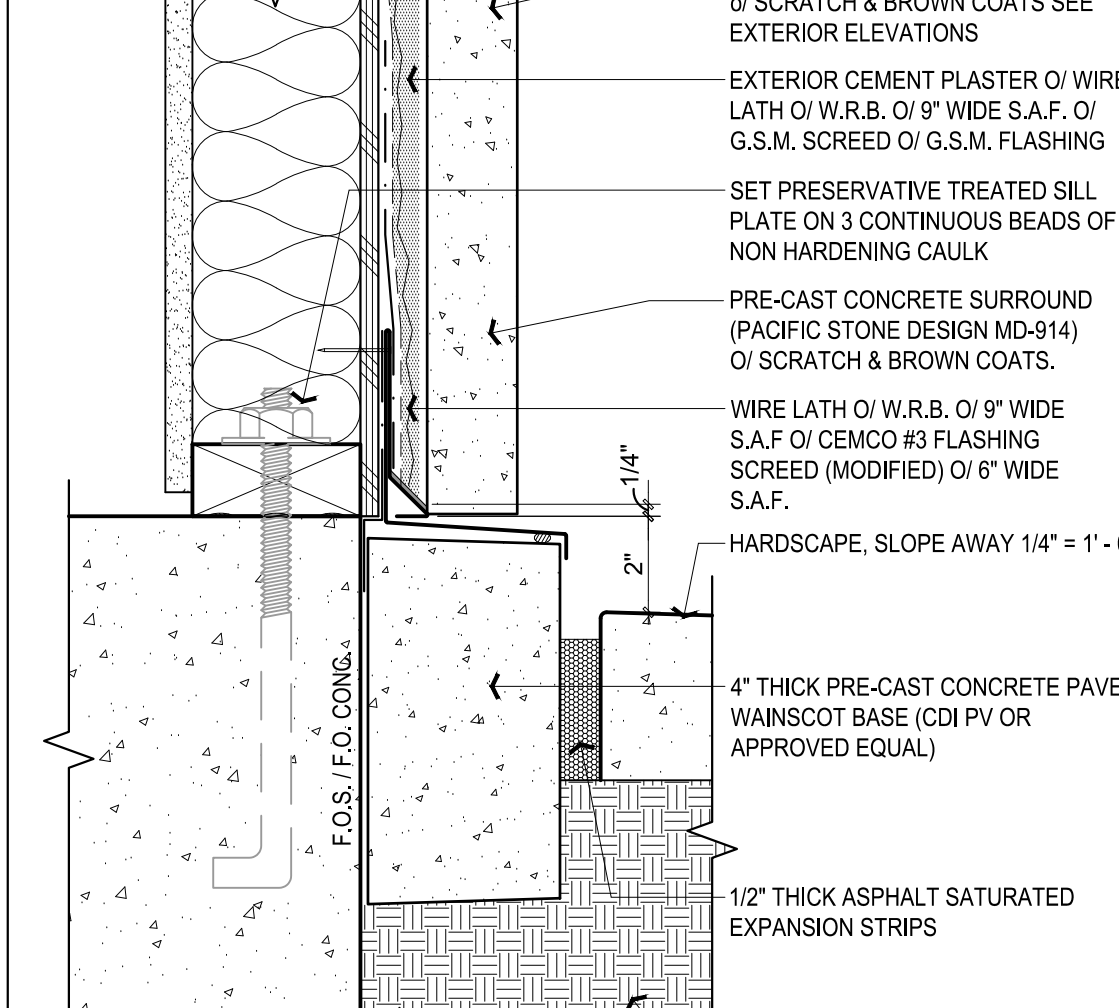 o/ SCRATCH & BROWN COATS SEE
EXTERIOR ELEVATIONS
EXTERIOR CEMENT PLASTER O/ WIRE
LATH O/ W.R.B. O/ 9" WIDE S.A.F. O/
G.S.M. SCREED O/ G.S.M. FLASHING
SET PRESERVATIVE TREATED SILL
PLATE ON 3 CONTINUOUS BEADS OF
NON HARDENING CAULK
PRE-CAST CONCRETE SURROUND
(PACIFIC STONE DESIGN MD-914)
O/ SCRATCH & BROWN COATS.
WIRE LATH O/ W.R.B. O/ 9" WIDE
S.A.F O/ CEMCO #3 FLASHING
SCREED (MODIFIED) O/ 6" WIDE
S.A.F.
1/4"
2"
HARDSCAPE, SLOPE AWAY 1/4" = 1' -
F.O.S. / F.O. CONC.
4" THICK PRE-CAST CONCRETE PAVE
WAINSCOT BASE (CDI PV OR
APPROVED EQUAL)
1/2" THICK ASPHALT SATURATED
EXPANSION STRIPS